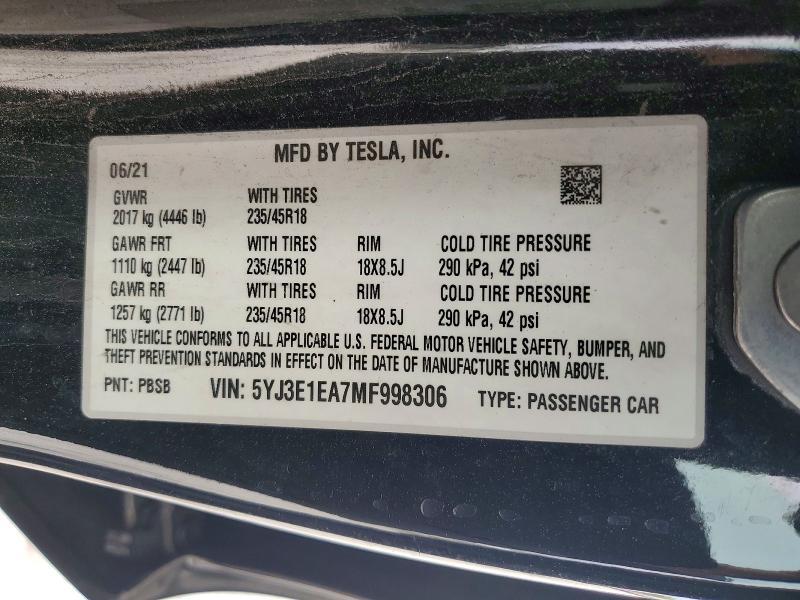 MFD BY TESLA, INC.
06/21
GVWR WITH TIRES
2017 kg (4446 lb) 235/45R18
GAWR FRT WITH TIRES RIM COLD TIRE PRESSURE
1110 kg (2447 lb) 235/45R18 18X8.5J 290 kPa, 42 psi
GAWR RR WITH TIRES RIM COLD TIRE PRESSURE
1257 kg (2771 lb) 235/45R18 18X8.5J 290 kPa, 42 psi
THIS VEHICLE CONFORMS TO ALL APPLICABLE U.S. FEDERAL MOTOR VEHICLE SAFETY, BUMPER, AND
THEFT PREVENTION STANDARDS IN EFFECT ON THE DATE OF MANUFACTURE SHOWN ABOVE.
PNT: PBSB VIN: 5YJ3E1EA7MF998306 TYPE: PASSENGER CAR